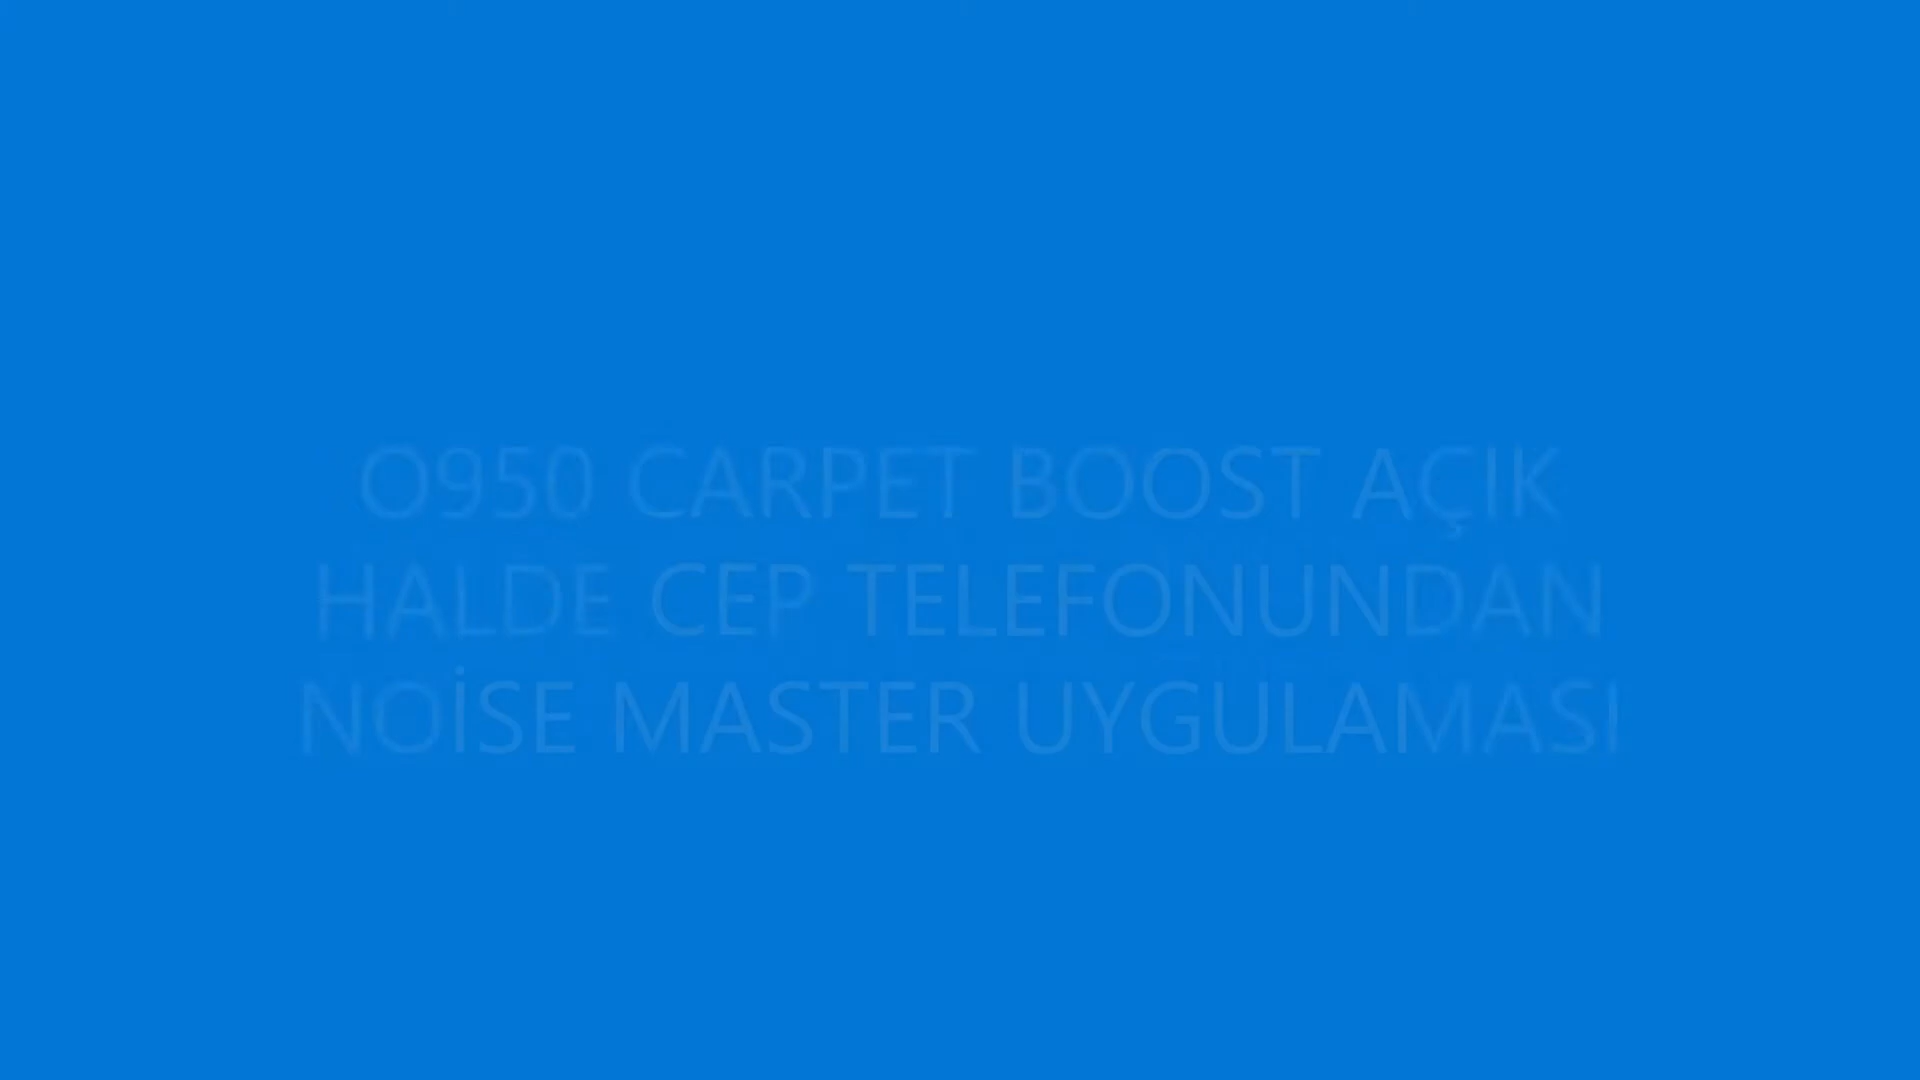 O950 CARPET BOOST AÇIK
HALDE CEP TELEFONUNDAN
NOİSE MASTER UYGULAMASI